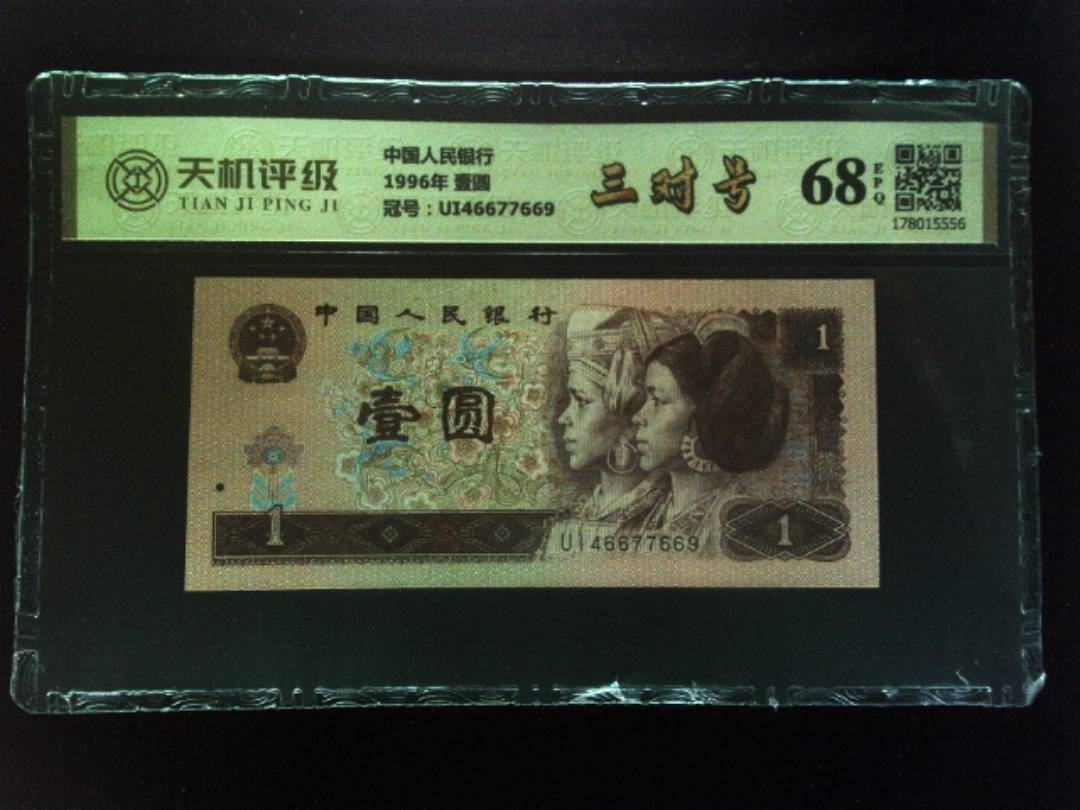 天机评级
TIAN JI PING JI
中国人民银行
1996年 壹圆
冠号：UI46677669
三对号
68
EPQ
178015556
中国人民银行
1
壹圆
1
UI46677669
1